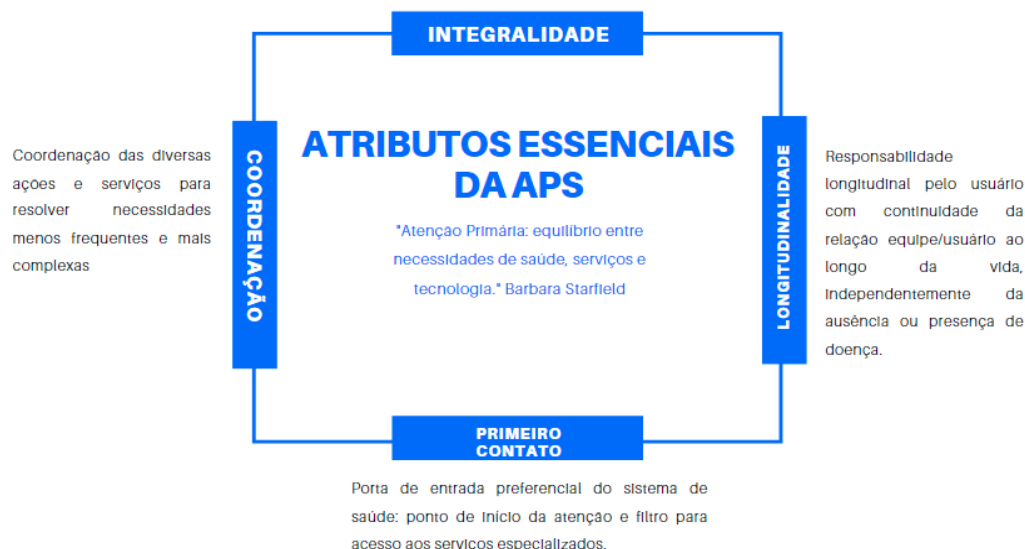 INTEGRALIDADE
ATRIBUTOS ESSENCIAIS
DA APS
"Atenção Primária: equilíbrio entre
necessidades de saúde, serviços e
tecnologia." Barbara Starfield
COORDENAÇÃO
Coordenação das diversas
ações e serviços para
resolver necessidades
menos frequentes e mais
complexas
LONGITUDINALIDADE
Responsabilidade
longitudinal pelo usuário
com continuidade da
relação equipe/usuário ao
longo da vida,
independentemente da
ausência ou presença de
doença.
PRIMEIRO
CONTATO
Porta de entrada preferencial do sistema de
saúde: ponto de início da atenção e filtro para
acesso aos serviços especializados.